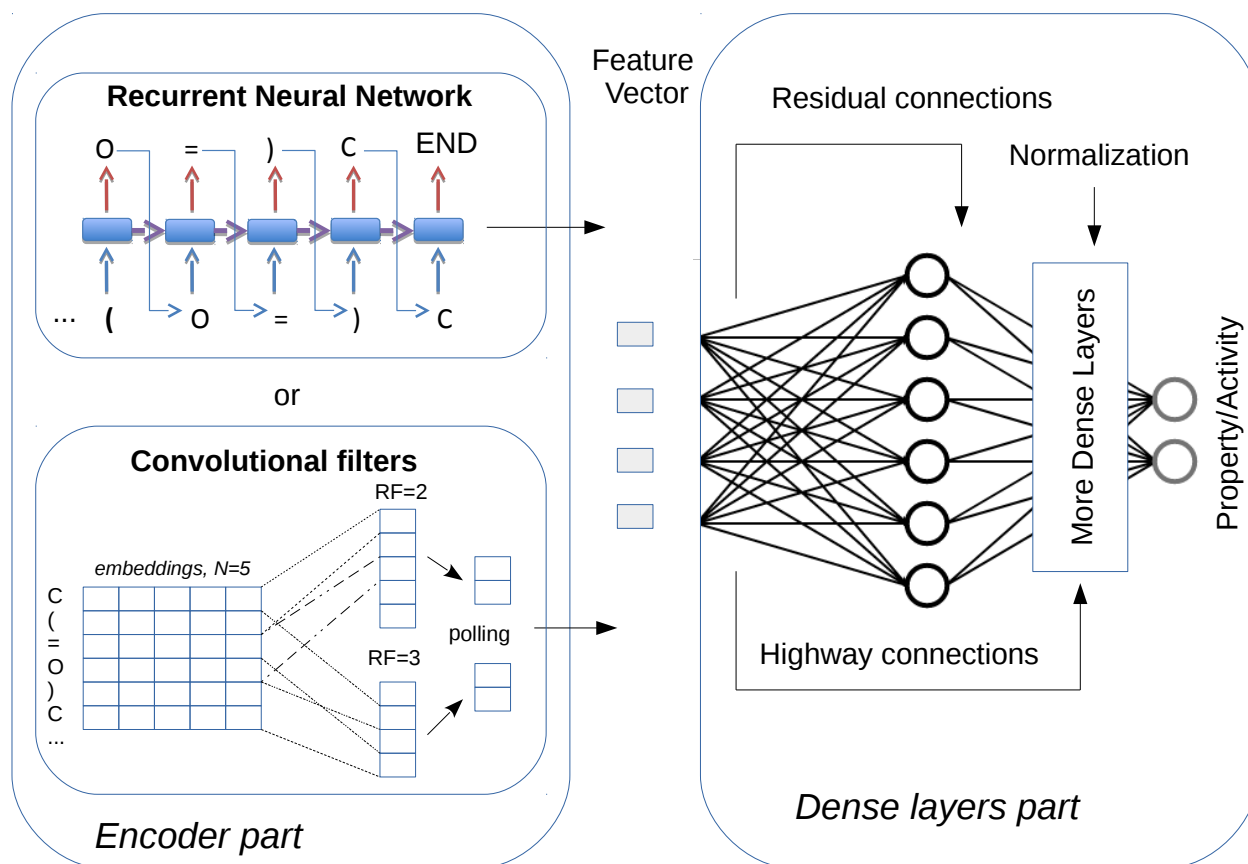 Recurrent Neural Network
O = ) C END
... ( O = ) C
or
Convolutional filters
RF=2
embeddings, N=5
C
(
=
O
)
C
...
polling
RF=3
Encoder part
Feature
Vector
Residual connections
Normalization
More Dense Layers
Property/Activity
Highway connections
Dense layers part